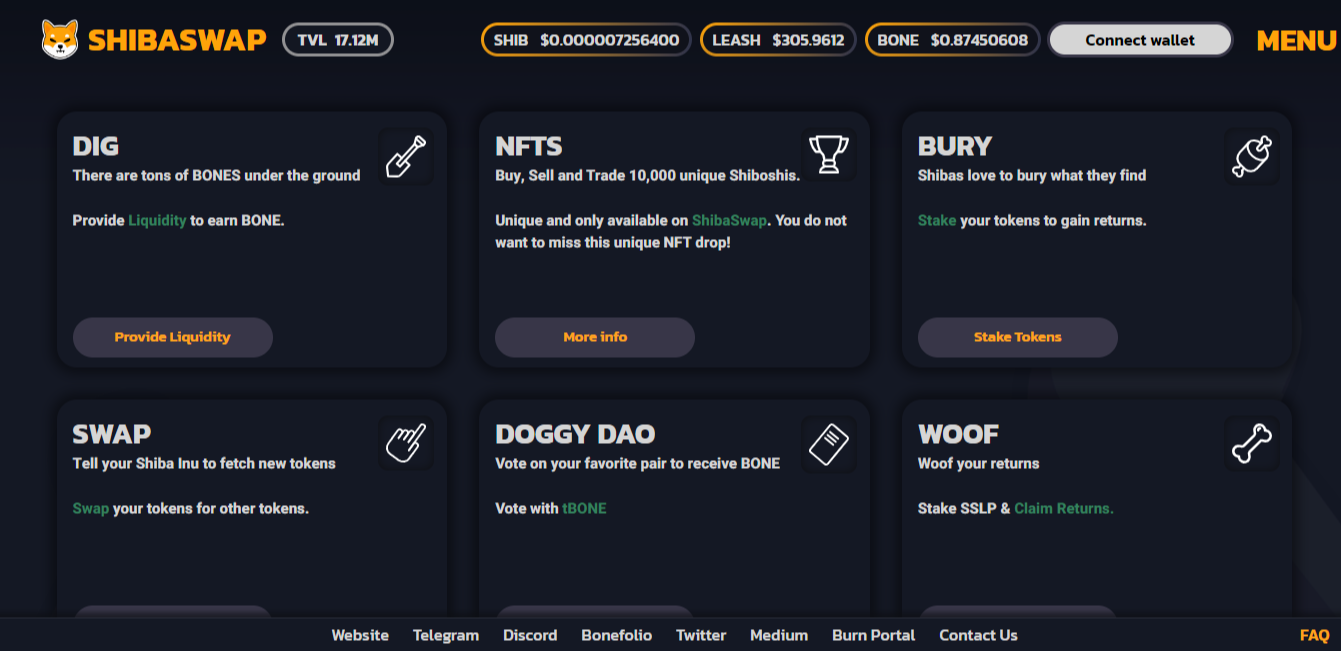 SHIBASWAP TVL 17.12M SHIB $0.000007256400 LEASH $305.9612 BONE $0.87450608 Connect wallet MENU
DIG
There are tons of BONES under the ground
Provide Liquidity to earn BONE.
Provide Liquidity
NFTS
Buy, Sell and Trade 10,000 unique Shiboshis.
Unique and only available on ShibaSwap. You do not
want to miss this unique NFT drop!
More info
BURY
Shibas love to bury what they find
Stake your tokens to gain returns.
Stake Tokens
SWAP
Tell your Shiba Inu to fetch new tokens
Swap your tokens for other tokens.
DOGGY DAO
Vote on your favorite pair to receive BONE
Vote with tBONE
WOOF
Woof your returns
Stake SSLP & Claim Returns.
Website Telegram Discord Bonefolio Twitter Medium Burn Portal Contact Us FAQ